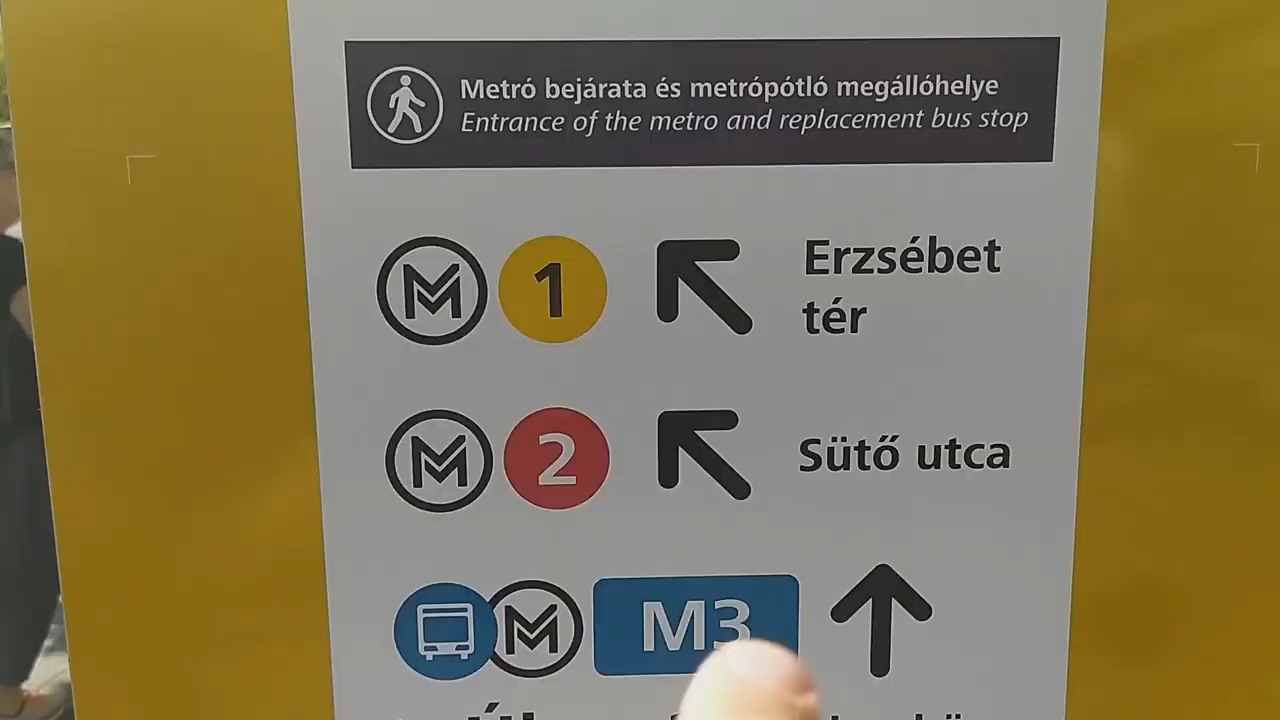 Metró bejárata és metrópótló megállóhelye
Entrance of the metro and replacement bus stop
M 1 Erzsébet
tér
M 2 Sütő utca
M M3